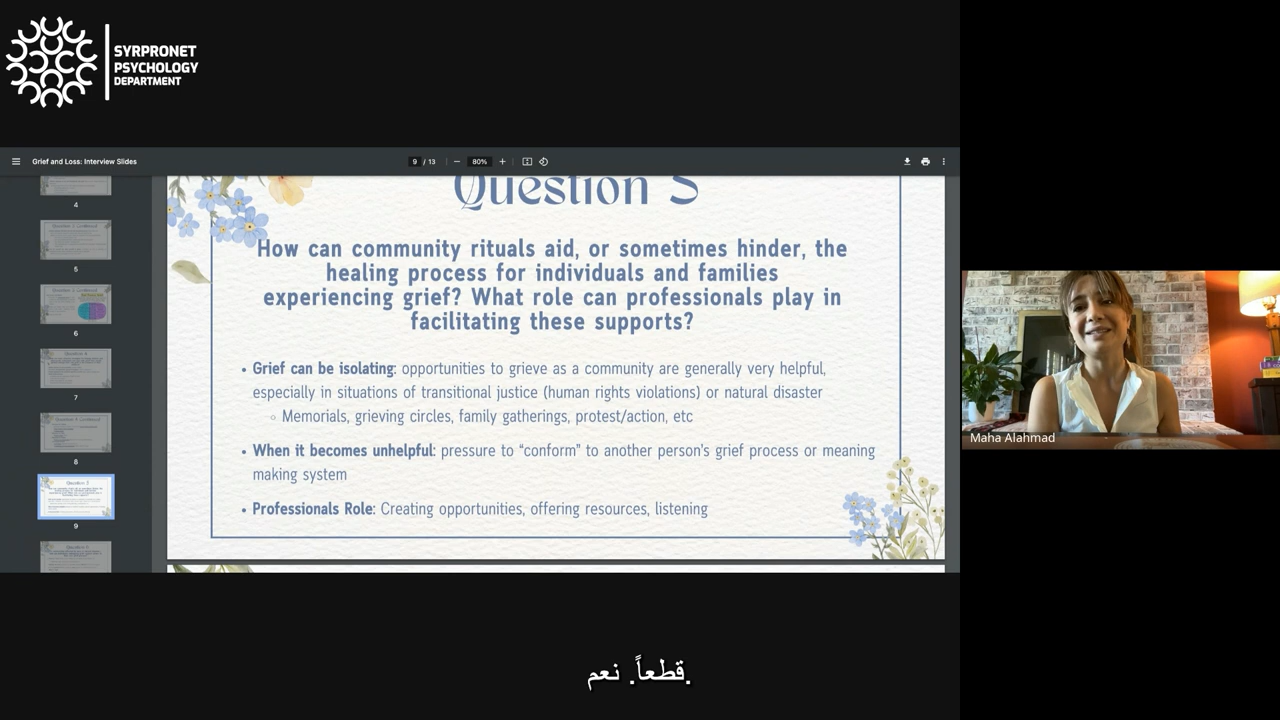 SYRPRONET
PSYCHOLOGY
DEPARTMENT
Grief and Loss: Interview Slides
9 / 13
80%
4
5
6
7
8
9
Question 5
How can community rituals aid, or sometimes hinder, the
healing process for individuals and families
experiencing grief? What role can professionals play in
facilitating these supports?
• Grief can be isolating: opportunities to grieve as a community are generally very helpful,
especially in situations of transitional justice (human rights violations) or natural disaster
◦ Memorials, grieving circles, family gatherings, protest/action, etc
• When it becomes unhelpful: pressure to “conform” to another person's grief process or meaning
making system
• Professionals Role: Creating opportunities, offering resources, listening
Maha Alahmad
قطعاً. نعم.